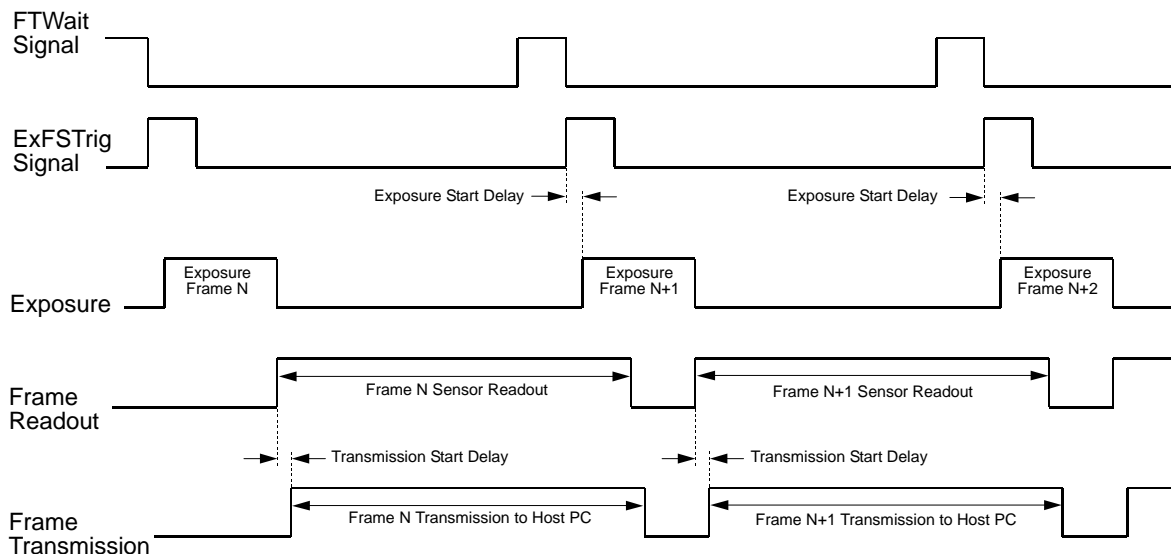 FTWait
Signal
ExFSTrig
Signal
Exposure Start Delay
Exposure Start Delay
Exposure
Exposure
Frame N
Exposure
Frame N+1
Exposure
Frame N+2
Frame
Readout
Frame N Sensor Readout
Frame N+1 Sensor Readout
Transmission Start Delay
Transmission Start Delay
Frame
Transmission
Frame N Transmission to Host PC
Frame N+1 Transmission to Host PC